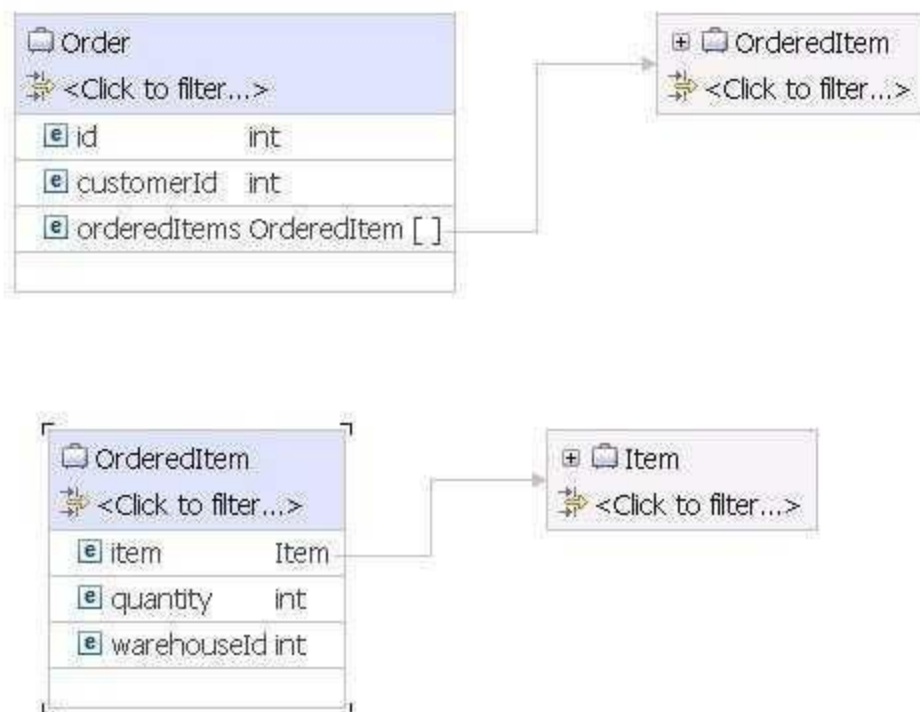 Order
<Click to filter...>
e id int
e customerId int
e orderedItems OrderedItem []
OrderedItem
<Click to filter...>
OrderedItem
<Click to filter...>
e item Item
e quantity int
e warehouseId int
Item
<Click to filter...>